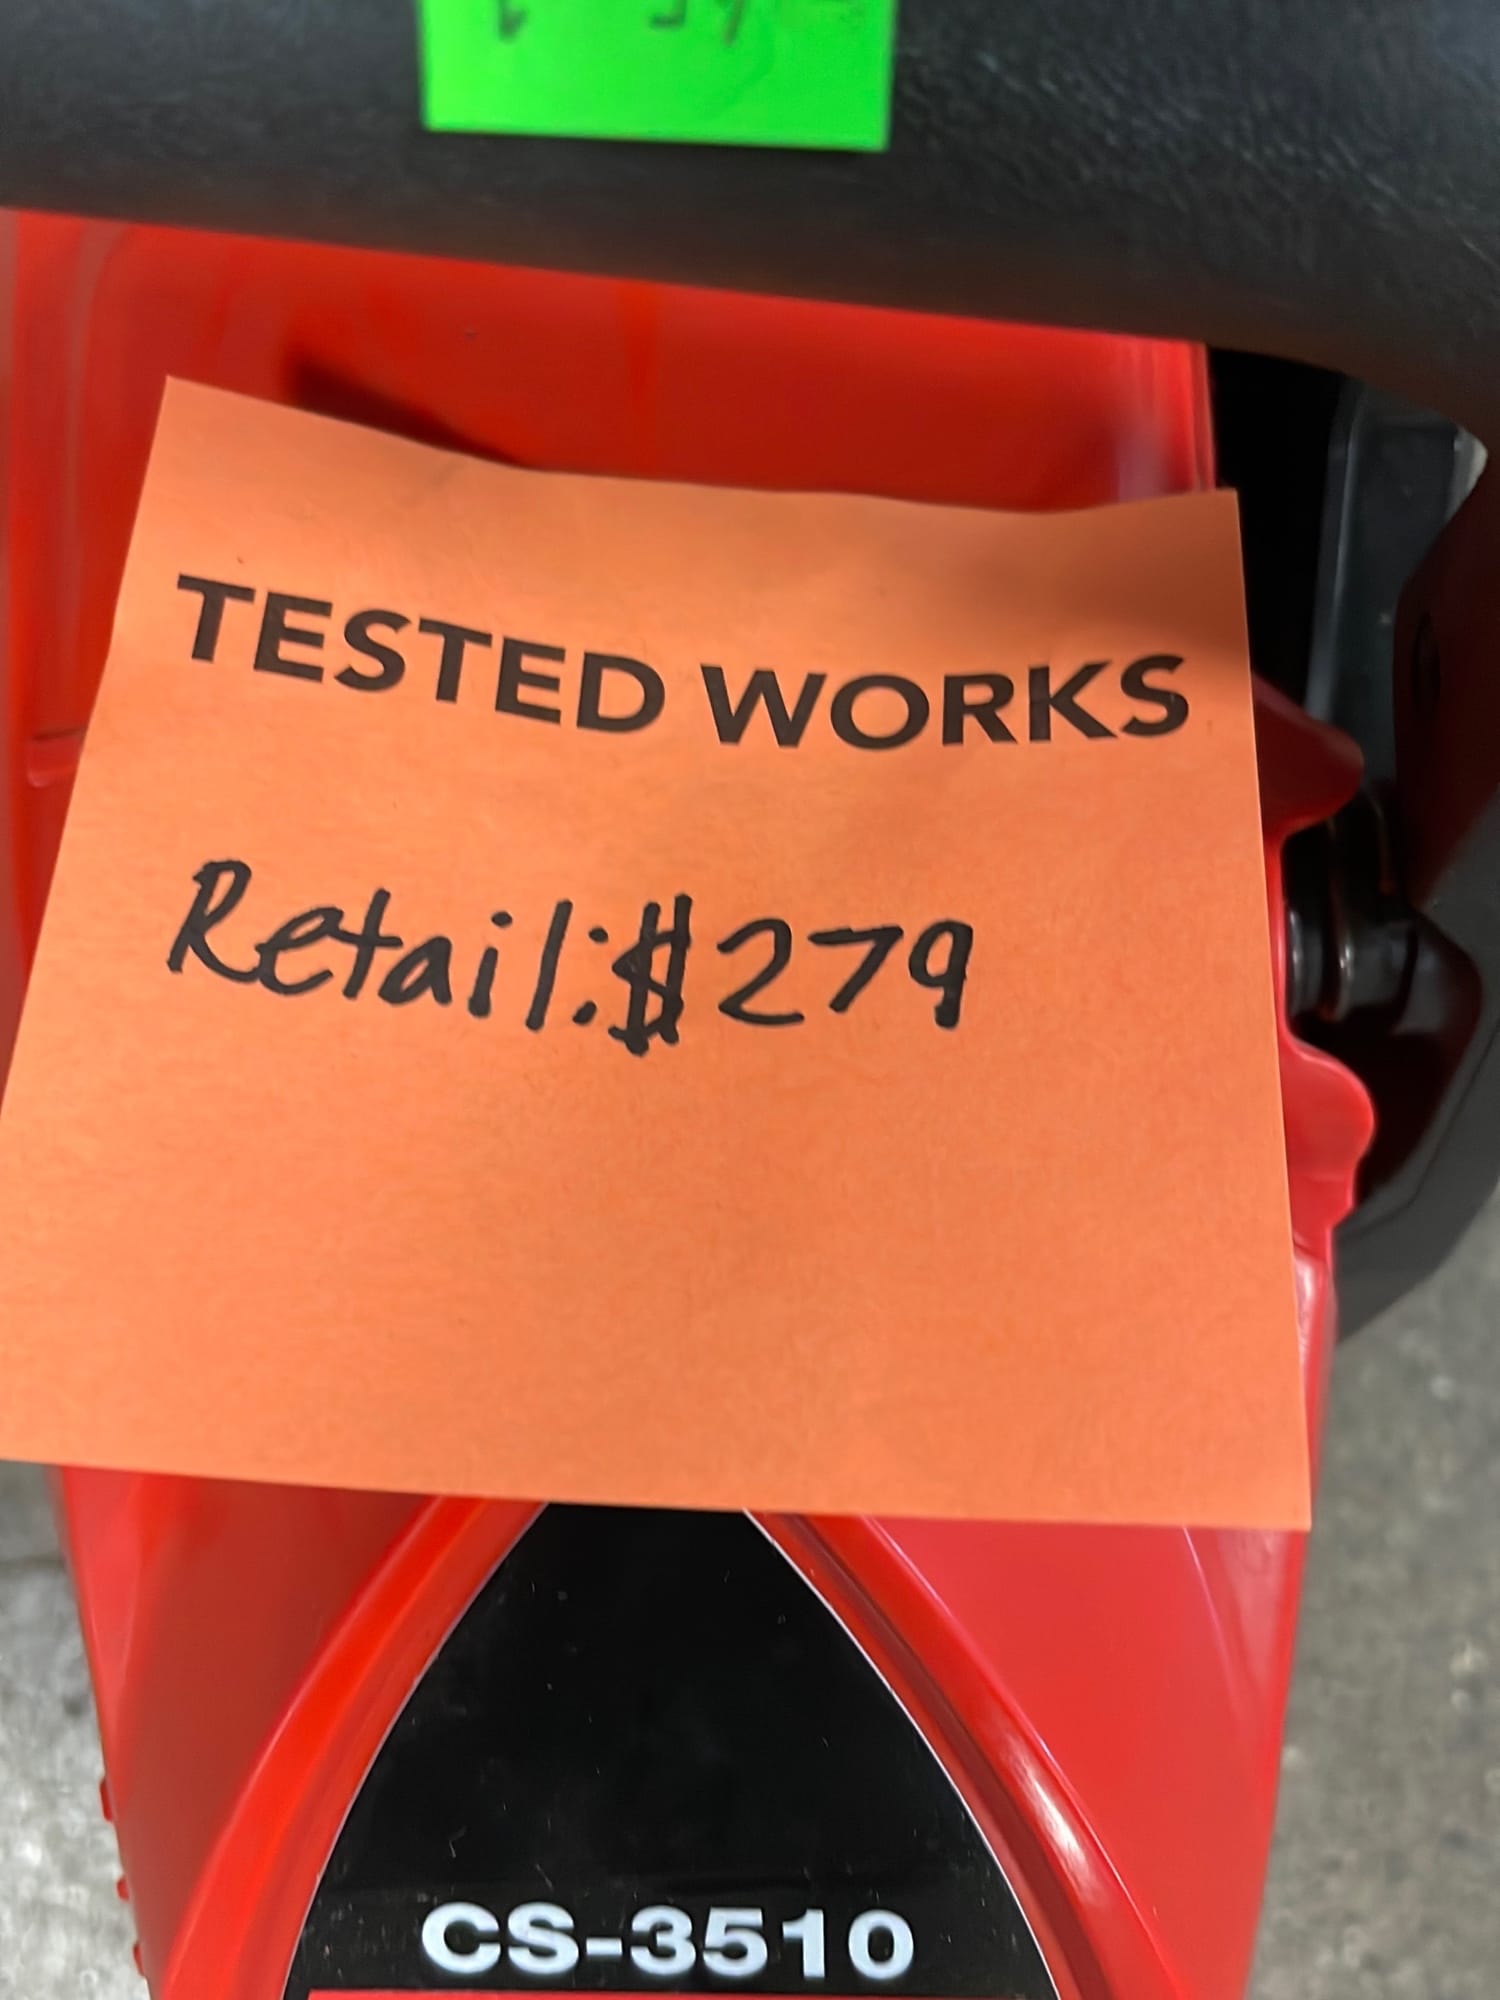 TESTED WORKS
Retail:$279
CS-3510